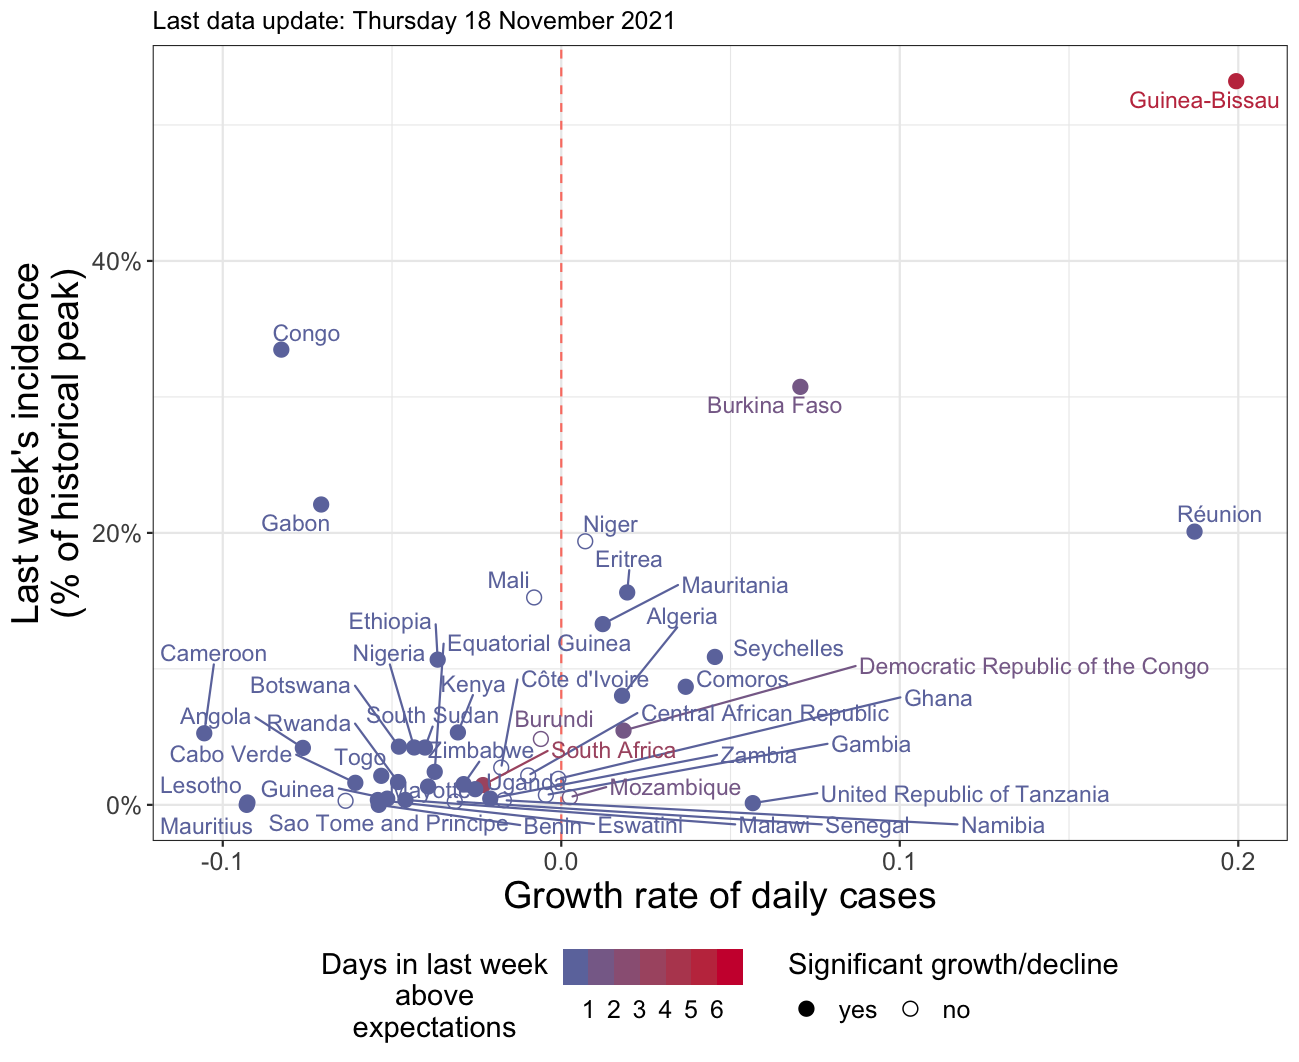 Last data update: Thursday 18 November 2021
Last week's incidence
(% of historical peak)
40%
20%
0%
Guinea-Bissau
Congo
Burkina Faso
Gabon
Réunion
Niger
Eritrea
Mali
Mauritania
Algeria
Ethiopia
Equatorial Guinea
Seychelles
Cameroon
Nigeria
Democratic Republic of the Congo
Botswana
Kenya
Côte d'Ivoire
Comoros
Ghana
Angola
Rwanda
South Sudan
Burundi
Central African Republic
Cabo Verde
Togo
Zimbabwe
South Africa
Zambia
Gambia
Lesotho
Guinea
Mayotte
Uganda
Mozambique
United Republic of Tanzania
Mauritius
Sao Tome and Principe
Benin
Eswatini
Malawi
Senegal
Namibia
-0.1
0.0
0.1
0.2
Growth rate of daily cases
Days in last week
above
expectations
1 2 3 4 5 6
Significant growth/decline
yes
no